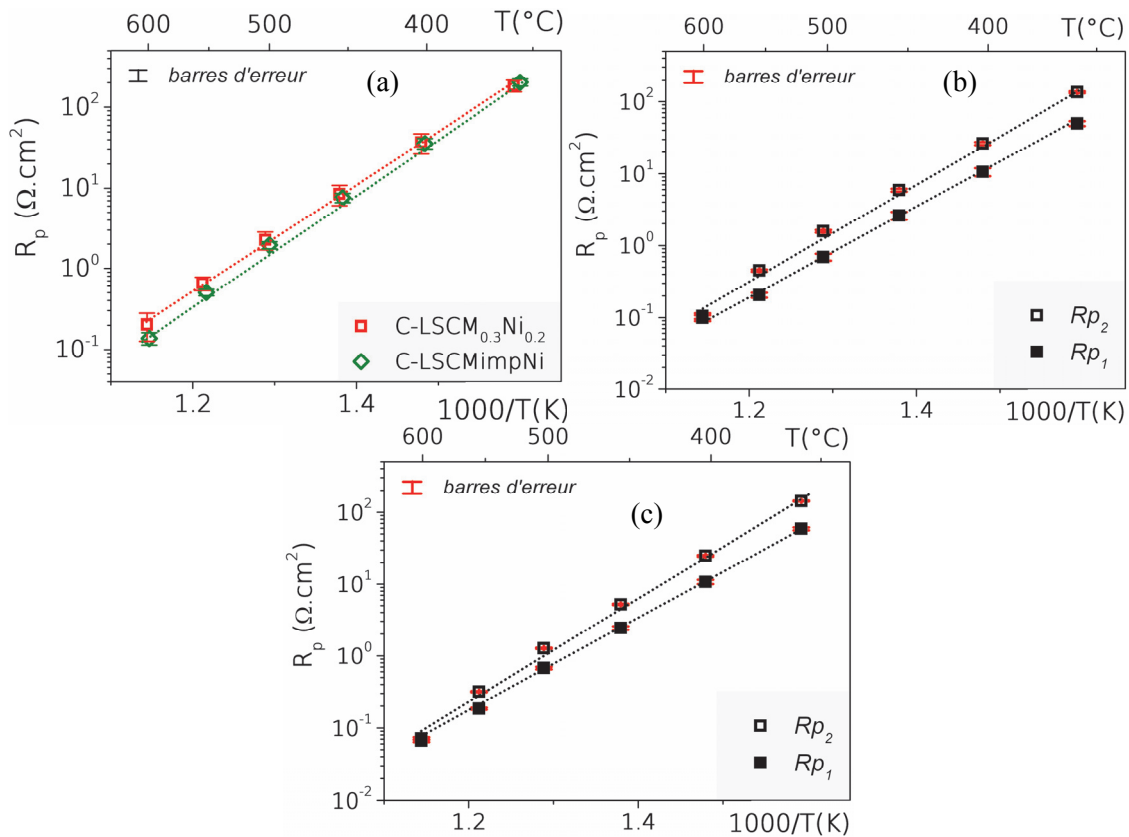 600 500 400 T(°C)
barres d'erreur
(a)
10²
10¹
10⁰
10⁻¹
R_p (Ω.cm²)
C-LSCM₀.₃Ni₀.₂
C-LSCMimpNi
1.2 1.4 1000/T(K)
600 500 400 T(°C)
barres d'erreur
(b)
10²
10¹
10⁰
10⁻¹
10⁻²
R_p (Ω.cm²)
Rp₂
Rp₁
1.2 1.4 1000/T(K)
600 500 400 T(°C)
barres d'erreur
(c)
10²
10¹
10⁰
10⁻¹
10⁻²
R_p (Ω.cm²)
Rp₂
Rp₁
1.2 1.4 1000/T(K)